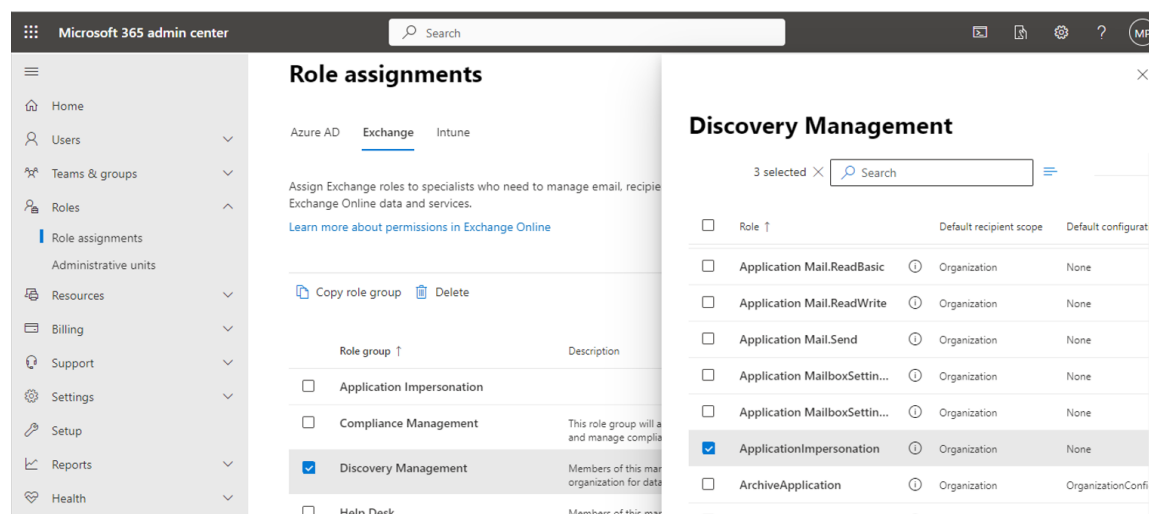 Microsoft 365 admin center
Search
MP
Home
Users
Teams & groups
Roles
Role assignments
Administrative units
Resources
Billing
Support
Settings
Setup
Reports
Health
Role assignments
Azure AD Exchange Intune
Assign Exchange roles to specialists who need to manage email, recipie
Exchange Online data and services.
Learn more about permissions in Exchange Online
Copy role group Delete
Role group ↑ Description
Application Impersonation
Compliance Management This role group will a
and manage complia
Discovery Management Members of this mar
organization for data
Help Desk Members of this mar
Discovery Management
3 selected Search
Role ↑ Default recipient scope Default configurat
Application Mail.ReadBasic Organization None
Application Mail.ReadWrite Organization None
Application Mail.Send Organization None
Application MailboxSettin... Organization None
Application MailboxSettin... Organization None
ApplicationImpersonation Organization None
ArchiveApplication Organization OrganizationConfi